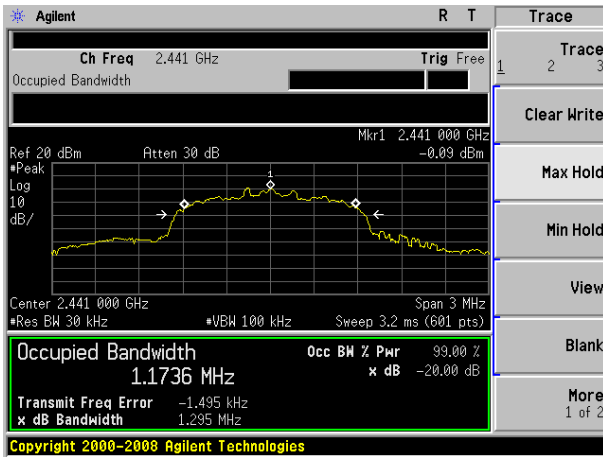 Agilent R T Trace
Ch Freq 2.441 GHz Trig Free
Occupied Bandwidth
Trace
1 2 3
Clear Write
Max Hold
Min Hold
View
Blank
More
1 of 2
Mkr1 2.441 000 GHz
Ref 20 dBm Atten 30 dB -0.09 dBm
#Peak
Log
10
dB/
1
Center 2.441 000 GHz Span 3 MHz
#Res BW 30 kHz #VBW 100 kHz Sweep 3.2 ms (601 pts)
Occupied Bandwidth Occ BW % Pwr 99.00 %
1.1736 MHz x dB -20.00 dB
Transmit Freq Error -1.495 kHz
x dB Bandwidth 1.295 MHz
Copyright 2000-2008 Agilent Technologies